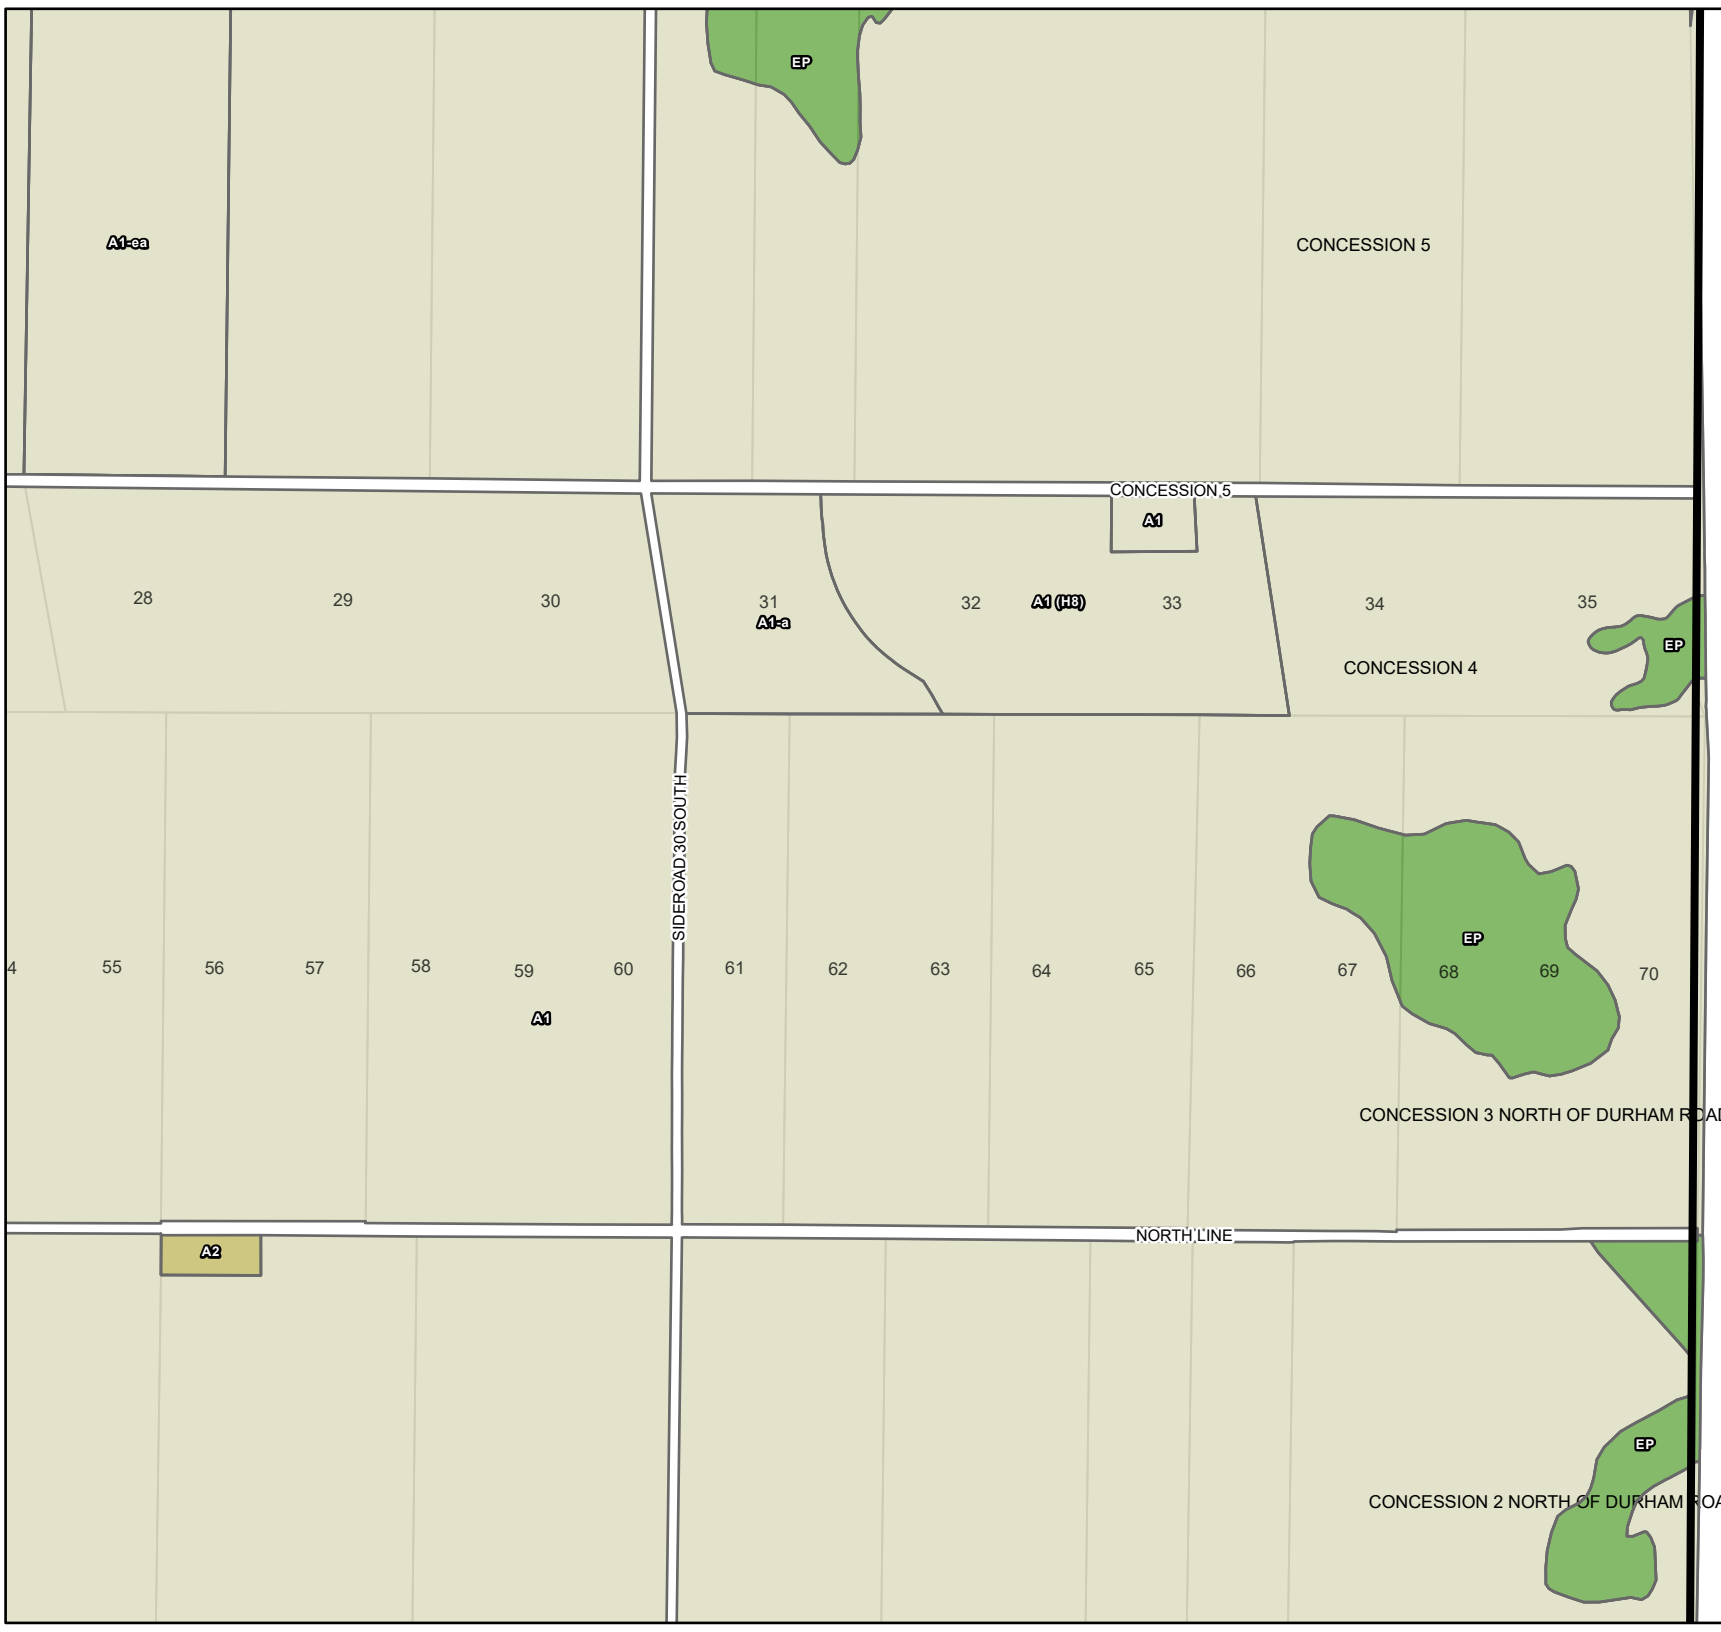 EP
A1-ea
CONCESSION 5
CONCESSION 5
A1
28
29
30
31
32
A1 (H8)
33
34
35
A1-a
EP
CONCESSION 4
SIDEROAD 30 SOUTH
EP
4
55
56
57
58
59
60
61
62
63
64
65
66
67
68
69
70
A1
CONCESSION 3 NORTH OF DURHAM ROAD
NORTH LINE
A2
EP
CONCESSION 2 NORTH OF DURHAM ROA